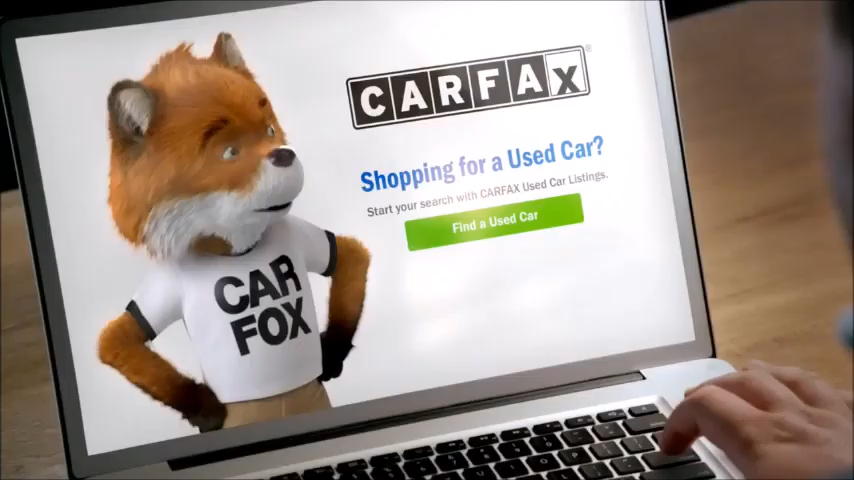 CARFAX®
Shopping for a Used Car?
Start your search with CARFAX Used Car Listings.
Find a Used Car
CAR
FOX